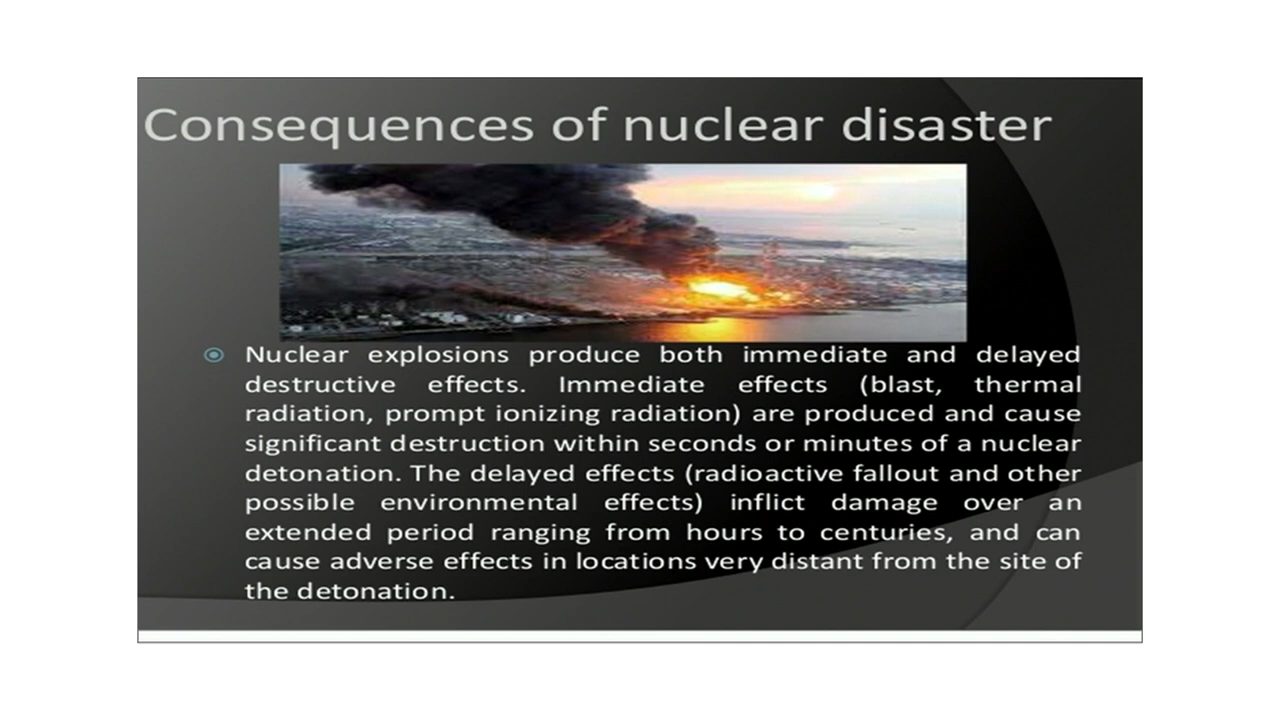 Consequences of nuclear disaster
Nuclear explosions produce both immediate and delayed
destructive effects. Immediate effects (blast, thermal
radiation, prompt ionizing radiation) are produced and cause
significant destruction within seconds or minutes of a nuclear
detonation. The delayed effects (radioactive fallout and other
possible environmental effects) inflict damage over an
extended period ranging from hours to centuries, and can
cause adverse effects in locations very distant from the site of
the detonation.